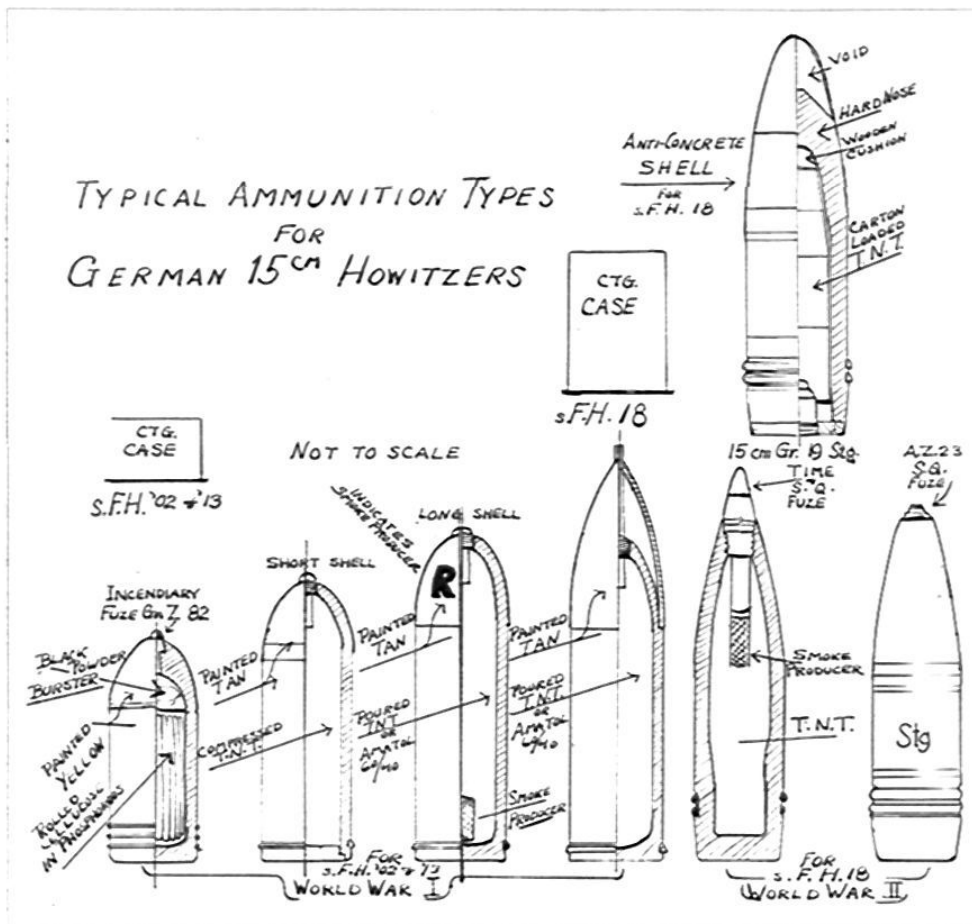 TYPICAL AMMUNITION TYPES
FOR
GERMAN 15CM HOWITZERS
NOT TO SCALE
VOID
HARD NOSE
WOODEN
CUSHION
ANTI-CONCRETE
SHELL
FOR
s.F.H. 18
CARTON
LOADED
T.N.T.
CTG.
CASE
s.F.H. 18
CTG.
CASE
s.F.H. '02 & '13
15 cm Gr. 19 Stg.
TIME
S.Q.
FUZE
A.Z.23
S.Q.
FUZE
INDICATES
SMOKE PRODUCER
LONG SHELL
SHORT SHELL
R
INCENDIARY
FUZE Gr. Z 82
BLACK
POWDER
BURSTER
PAINTED
TAN
PAINTED
TAN
PAINTED
TAN
SMOKE
PRODUCER
PAINTED
YELLOW
COMPRESSED
T.N.T.
POURED
TNT
OR
AMATOL
60/40
POURED
T.N.T.
OR
AMATOL
60/40
T.N.T.
Stg
ROLLED
CELLULOSE
IN PHOSPHOROUS
SMOKE
PRODUCER
FOR
s.F.H. '02 & '13
WORLD WAR I
FOR
s.F.H.18
WORLD WAR II